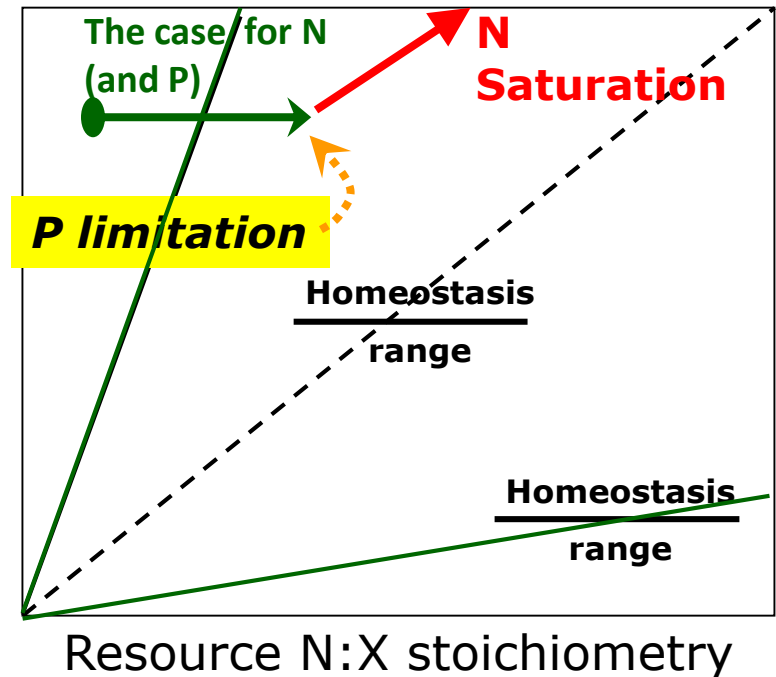 The case for N
(and P)
N
Saturation
P limitation
Homeostasis
range
Homeostasis
range
Resource N:X stoichiometry